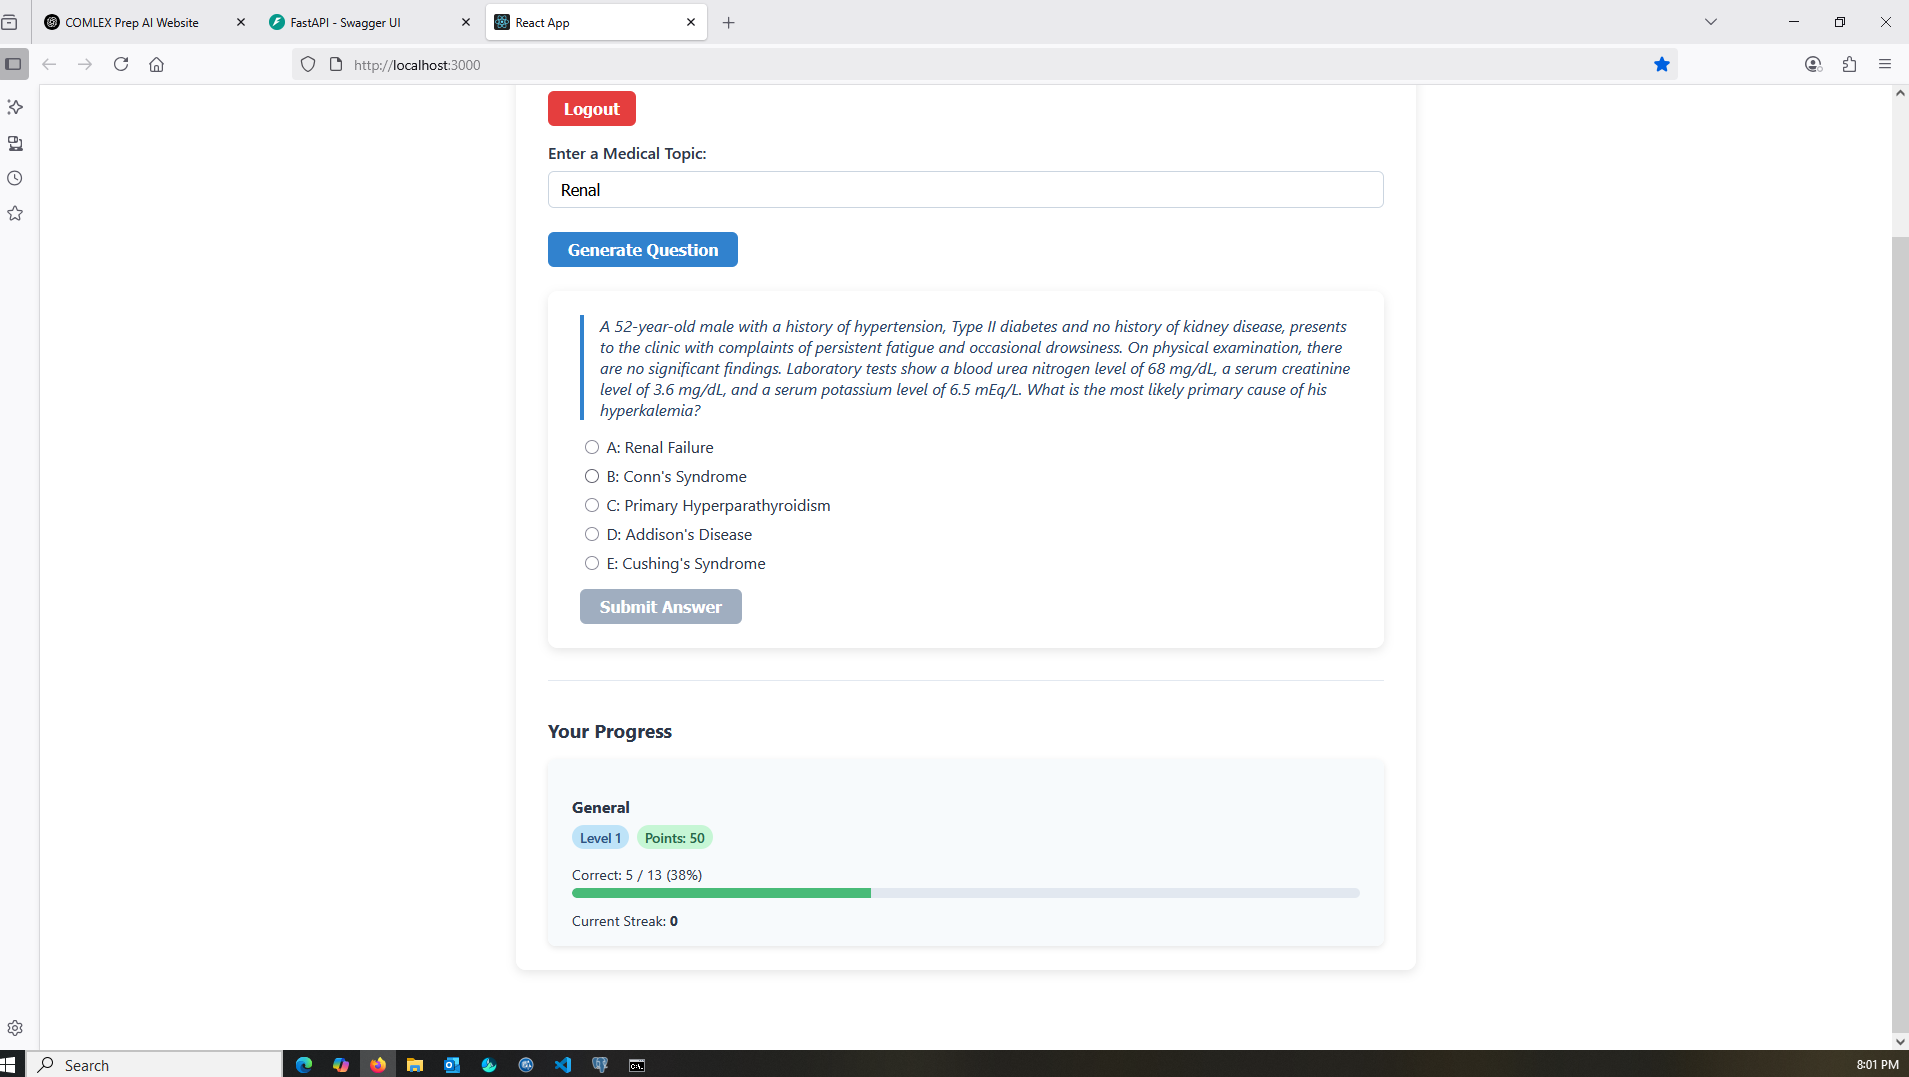 COMLEX Prep AI Website
FastAPI - Swagger UI
React App
http://localhost:3000
Logout
Enter a Medical Topic:
Renal
Generate Question
A 52-year-old male with a history of hypertension, Type II diabetes and no history of kidney disease, presents
to the clinic with complaints of persistent fatigue and occasional drowsiness. On physical examination, there
are no significant findings. Laboratory tests show a blood urea nitrogen level of 68 mg/dL, a serum creatinine
level of 3.6 mg/dL, and a serum potassium level of 6.5 mEq/L. What is the most likely primary cause of his
hyperkalemia?
A: Renal Failure
B: Conn's Syndrome
C: Primary Hyperparathyroidism
D: Addison's Disease
E: Cushing's Syndrome
Submit Answer
Your Progress
General
Level 1 Points: 50
Correct: 5 / 13 (38%)
Current Streak: 0
Search
8:01 PM